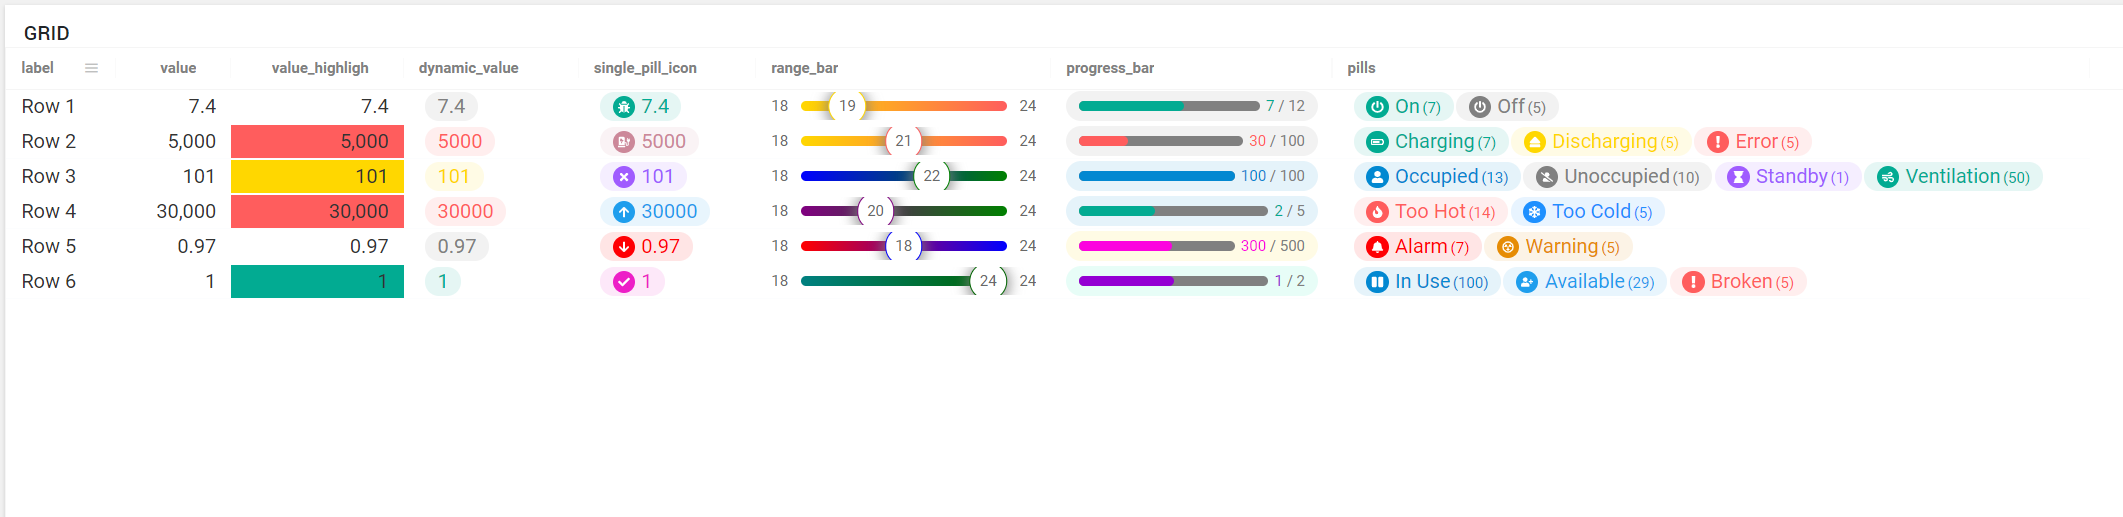 GRID
label value value_highligh dynamic_value single_pill_icon range_bar progress_bar pills
Row 1 7.4 7.4 7.4 7.4 18 19 24 7 / 12 On (7) Off (5)
Row 2 5,000 5,000 5000 5000 18 21 24 30 / 100 Charging (7) Discharging (5) Error (5)
Row 3 101 101 101 101 18 22 24 100 / 100 Occupied (13) Unoccupied (10) Standby (1) Ventilation (50)
Row 4 30,000 30,000 30000 30000 18 20 24 2 / 5 Too Hot (14) Too Cold (5)
Row 5 0.97 0.97 0.97 0.97 18 18 24 300 / 500 Alarm (7) Warning (5)
Row 6 1 1 1 1 18 24 24 1 / 2 In Use (100) Available (29) Broken (5)